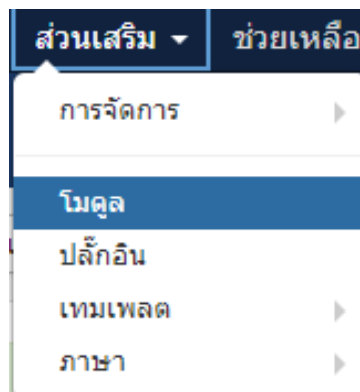 ส่วนเสริม ช่วยเหลือ
การจัดการ
โมดูล
ปลั๊กอิน
เทมเพลต
ภาษา